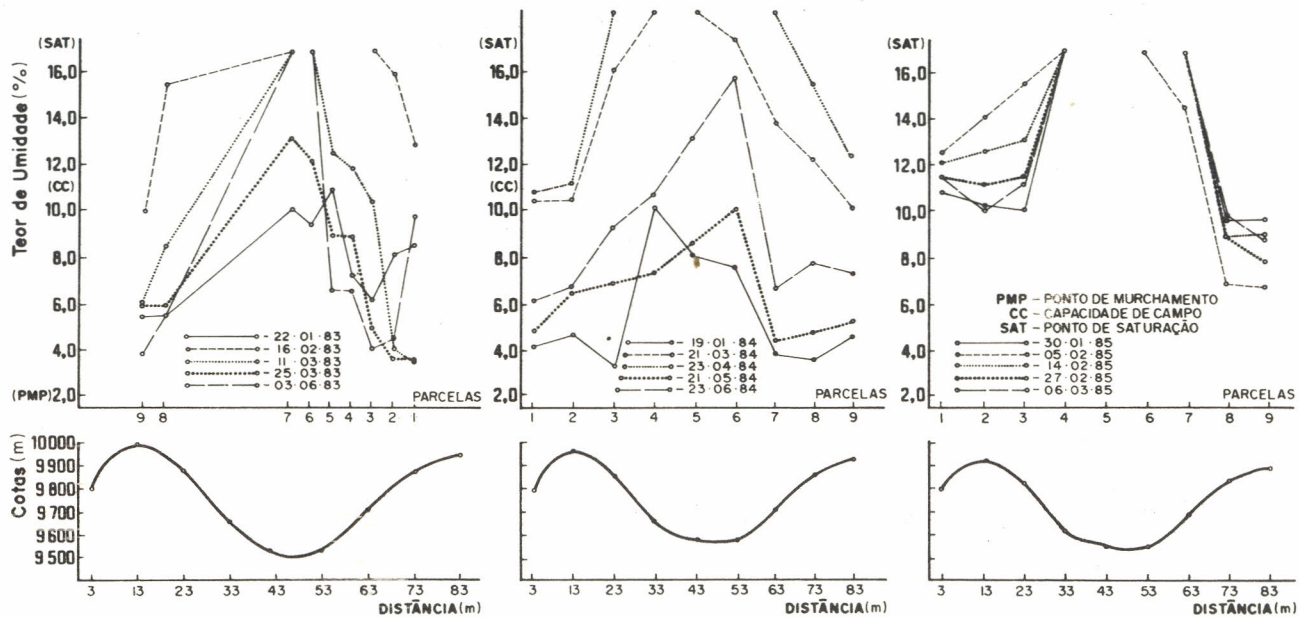 Teor de Umidade (%)
(SAT)
16,0
14,0
12,0
(CC)
10,0
8,0
6,0
4,0
(PMP) 2,0
22·01·83
16·02·83
11·03·83
25·03·83
03·06·83
PARCELAS
9 8 7 6 5 4 3 2 1
(SAT)
16,0
14,0
12,0
(CC)
10,0
8,0
6,0
4,0
2,0
19·01·84
21·03·84
23·04·84
21·05·84
23·06·84
PARCELAS
1 2 3 4 5 6 7 8 9
(SAT)
16,0
14,0
12,0
(CC)
10,0
8,0
6,0
4,0
2,0
PMP – PONTO DE MURCHAMENTO
CC – CAPACIDADE DE CAMPO
SAT – PONTO DE SATURAÇÃO
30·01·85
05·02·85
14·02·85
27·02·85
06·03·85
PARCELAS
1 2 3 4 5 6 7 8 9
Cotas (m)
10000
9900
9800
9700
9600
9500
3 13 23 33 43 53 63 73 83
DISTÂNCIA (m)
3 13 23 33 43 53 63 73 83
DISTÂNCIA (m)
3 13 23 33 43 53 63 73 83
DISTÂNCIA (m)